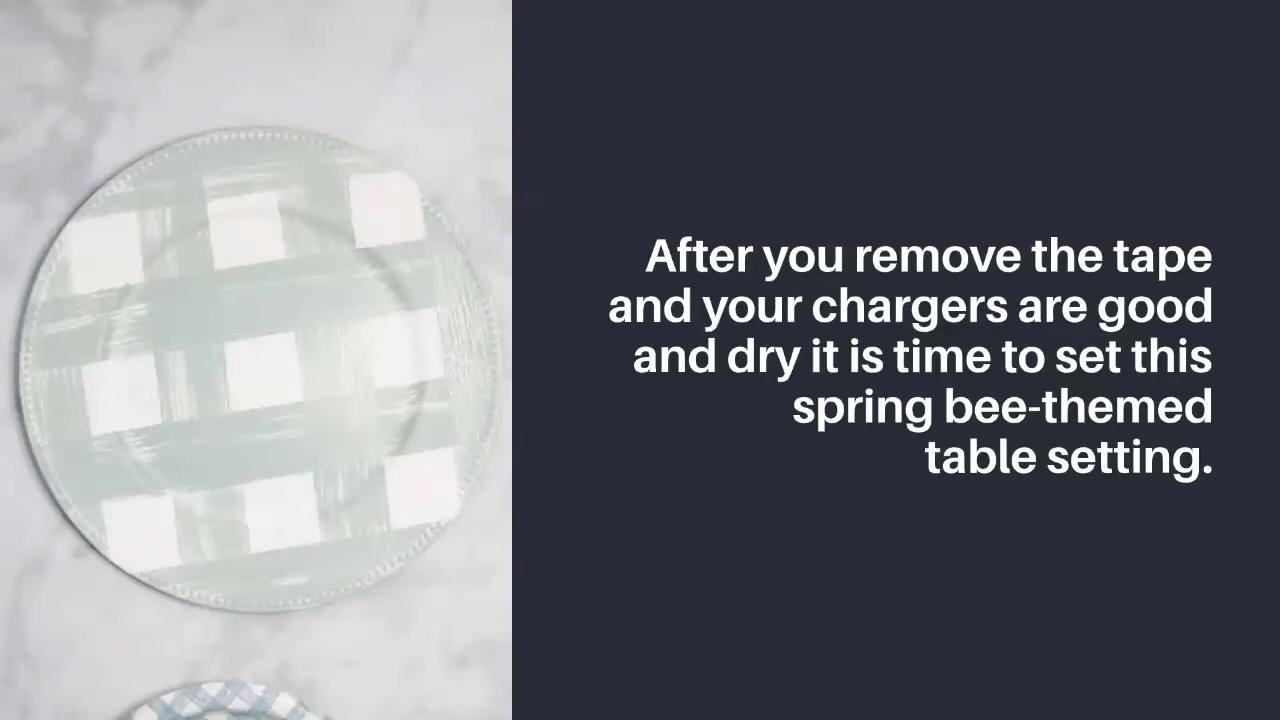 After you remove the tape
and your chargers are good
and dry it is time to set this
spring bee-themed
table setting.